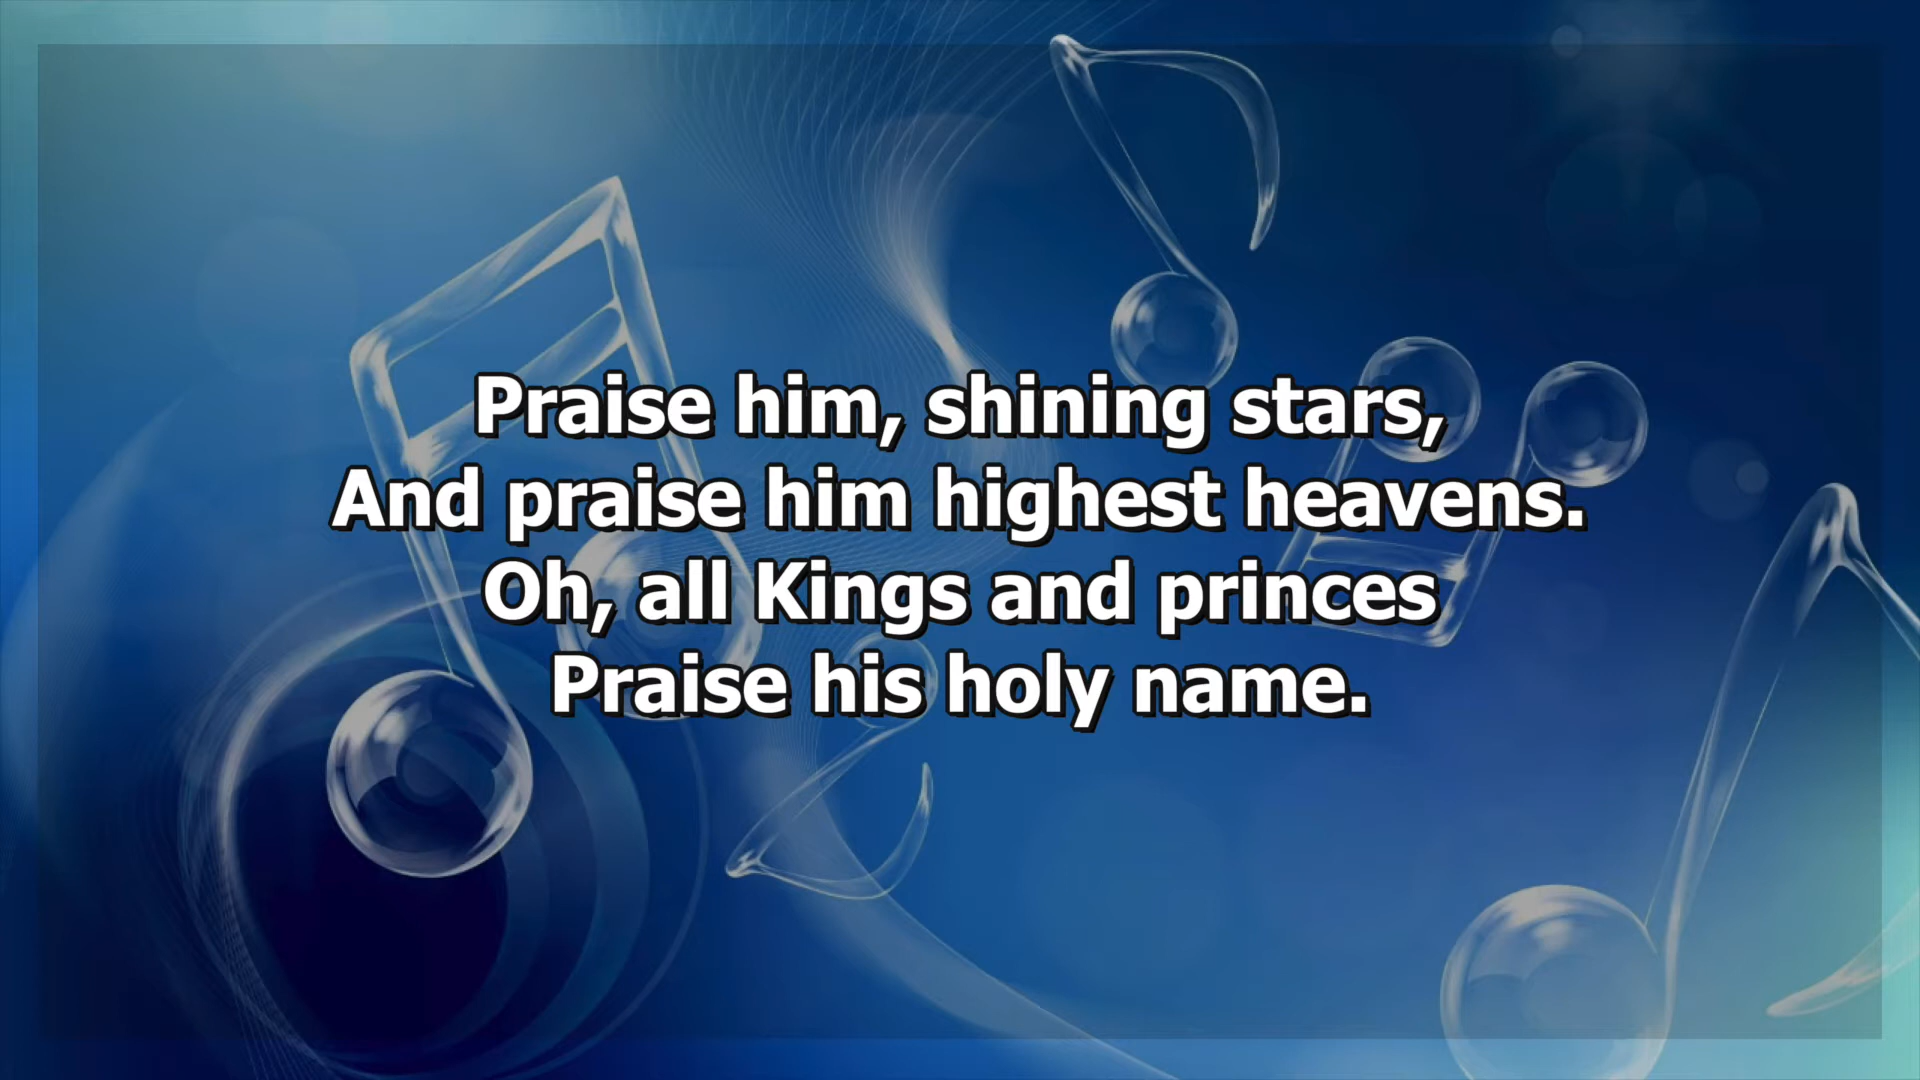 Praise him, shining stars,
And praise him highest heavens.
Oh, all Kings and princes
Praise his holy name.